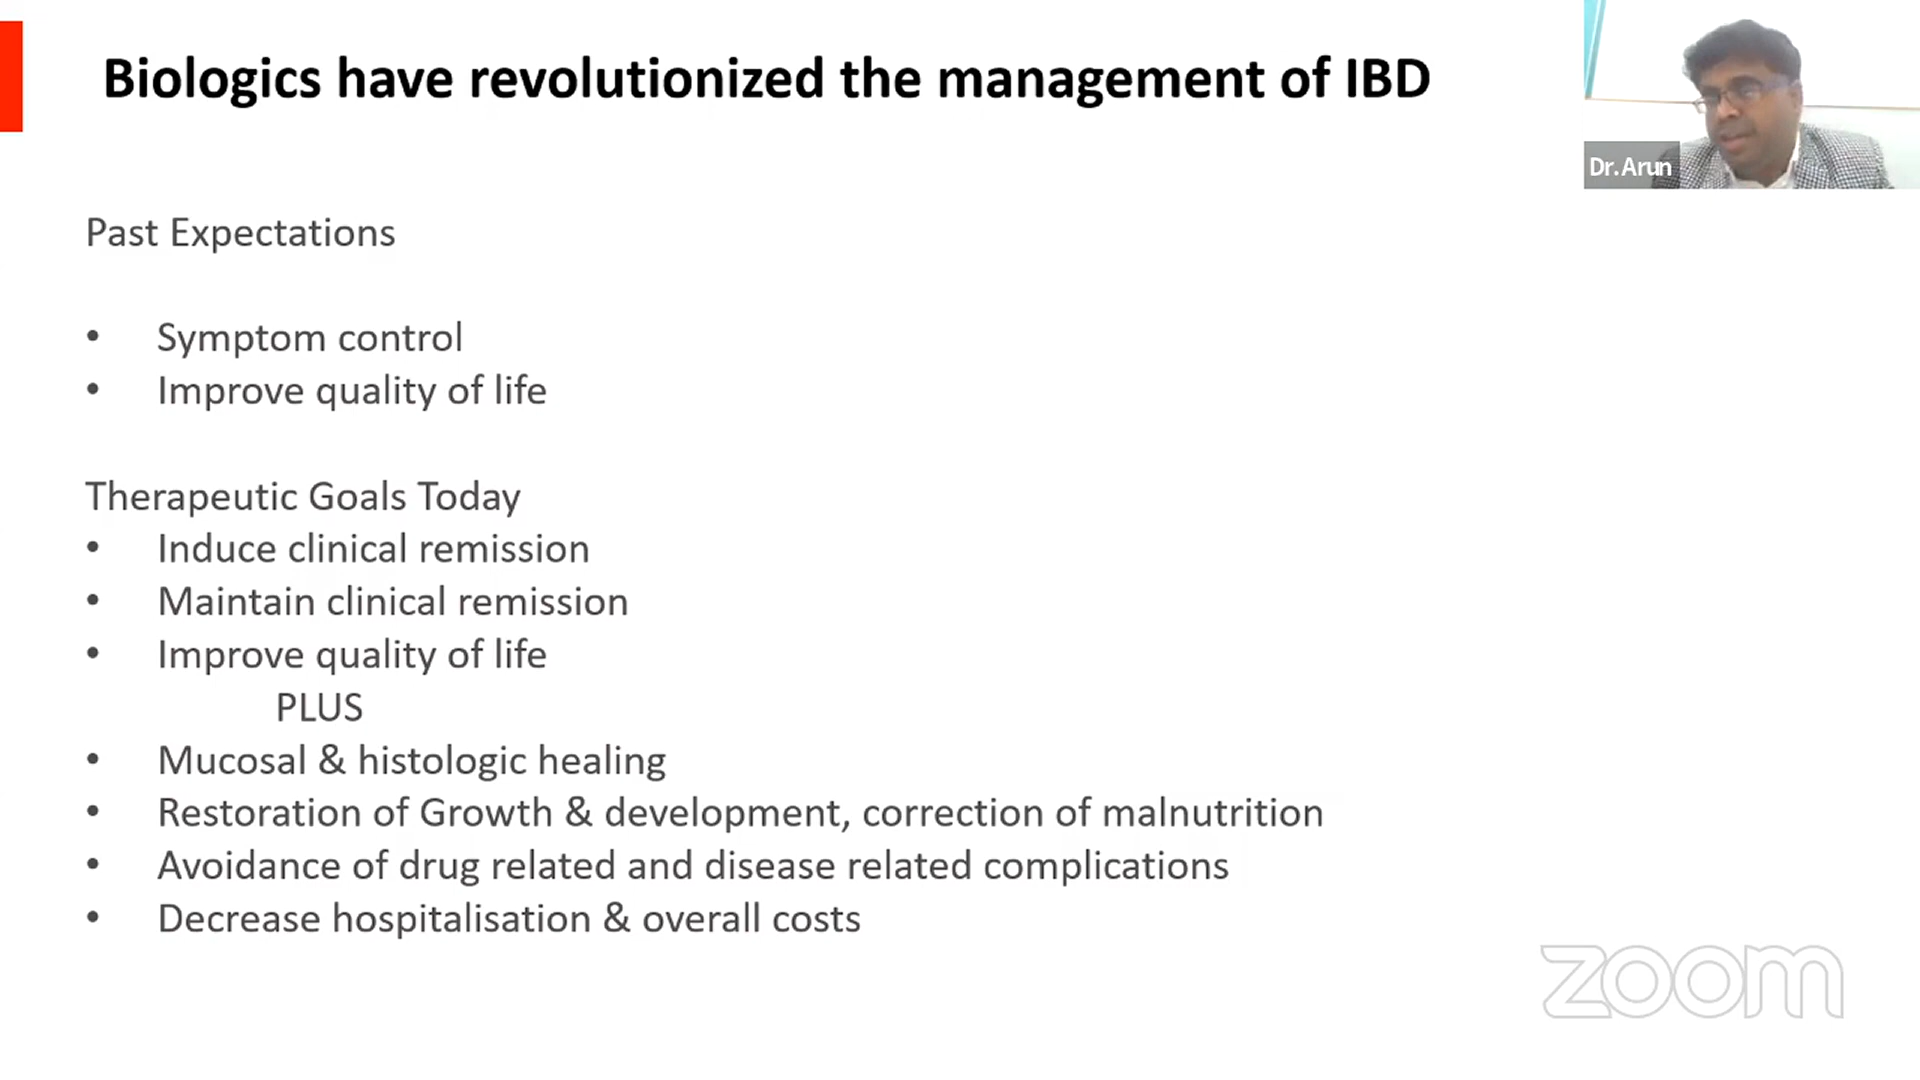 Biologics have revolutionized the management of IBD
Dr. Arun
Past Expectations
• Symptom control
• Improve quality of life
Therapeutic Goals Today
• Induce clinical remission
• Maintain clinical remission
• Improve quality of life
PLUS
• Mucosal & histologic healing
• Restoration of Growth & development, correction of malnutrition
• Avoidance of drug related and disease related complications
• Decrease hospitalisation & overall costs
zoom